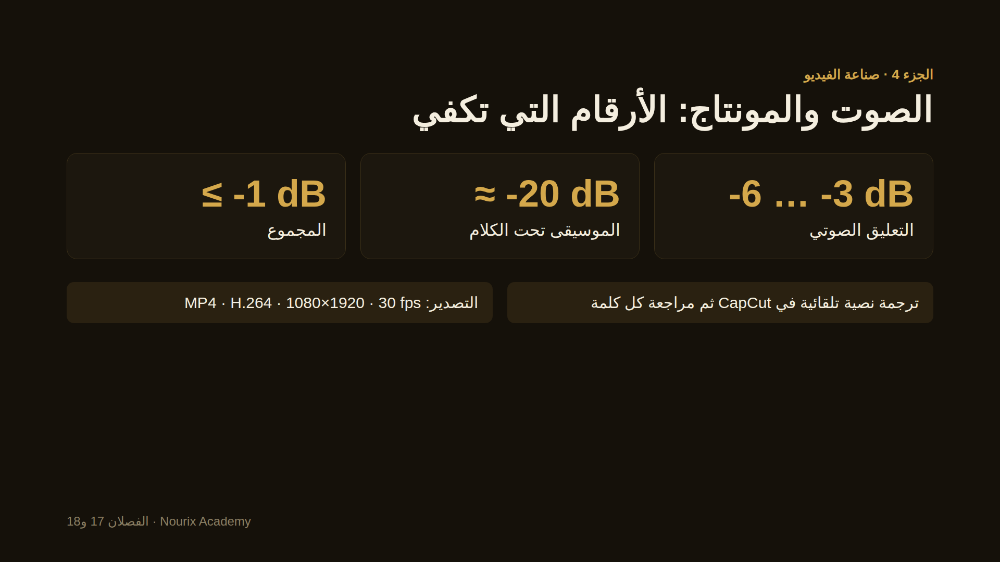 الجزء 4 · صناعة الفيديو
الصوت والمونتاج: الأرقام التي تكفي
-6 … -3 dB
التعليق الصوتي
≈ -20 dB
الموسيقى تحت الكلام
≤ -1 dB
المجموع
ترجمة نصية تلقائية في CapCut ثم مراجعة كل كلمة
التصدير: MP4 · H.264 · 1080×1920 · 30 fps
Nourix Academy · الفصلان 17 و18